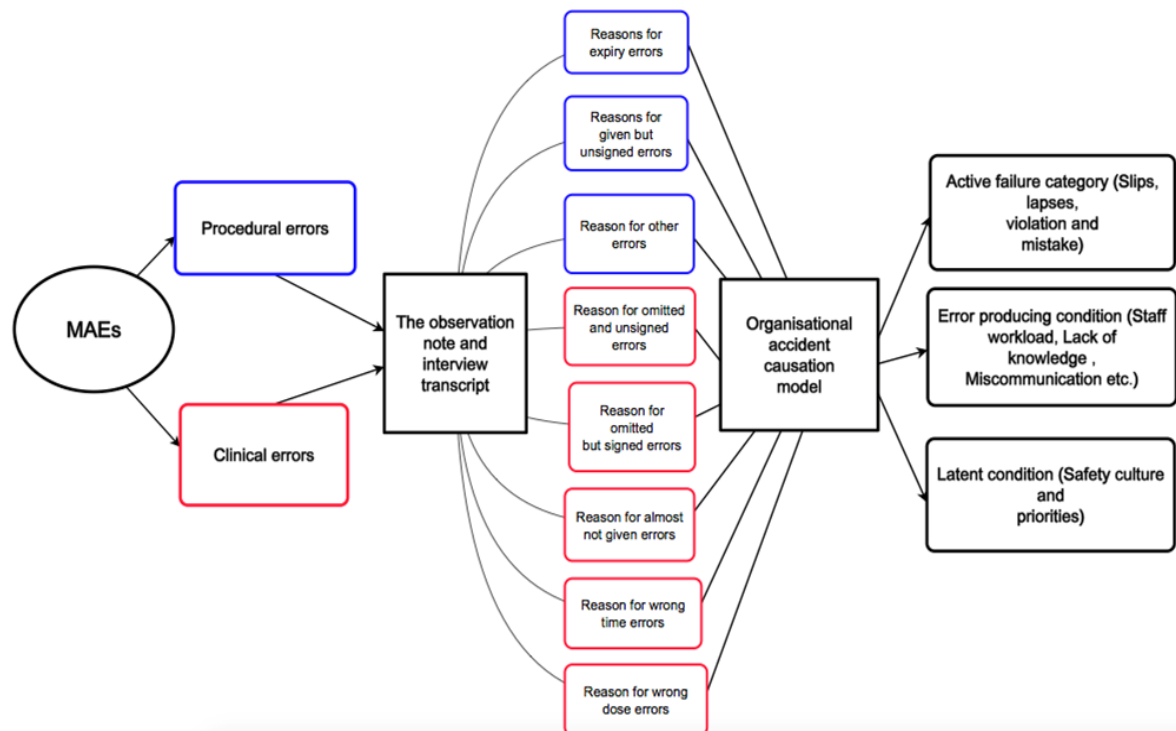 MAEs
Procedural errors
Clinical errors
The observation
note and
interview
transcript
Reasons for
expiry errors
Reasons for
given but
unsigned errors
Reason for other
errors
Reason for omitted
and unsigned
errors
Reason for
omitted
but signed errors
Reason for almost
not given errors
Reason for wrong
time errors
Reason for wrong
dose errors
Organisational
accident
causation
model
Active failure category (Slips,
lapses,
violation and
mistake)
Error producing condition (Staff
workload, Lack of
knowledge ,
Miscommunication etc.)
Latent condition (Safety culture
and
priorities)